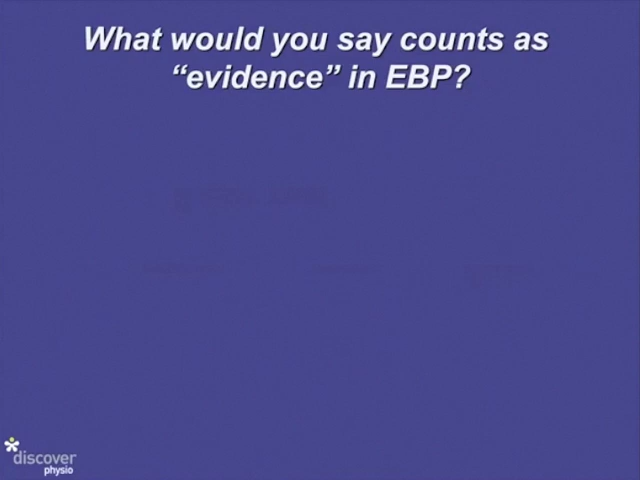 What would you say counts as
“evidence” in EBP?
discover
physio